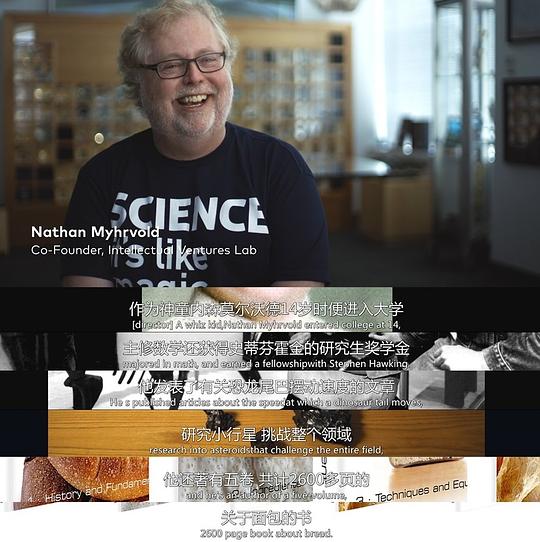 SCIENCE
it's like
magic
Nathan Myhrvold
Co-Founder, Intellectual Ventures Lab
作为神童内森莫尔沃德14岁时便进入大学
[director] A whiz kid,Nathan Myhrvold entered college at 14,
主修数学还获得史蒂芬霍金的研究生奖学金
majored in math, and earned a fellowshipwith Stephen Hawking,
他发表了有关恐龙尾巴摆动速度的文章
He s published articles about the speedat which a dinosaur tail moves,
研究小行星 挑战整个领域
research into asteroidsthat challenge the entire field,
History and Fundamen
Techniques and Equ
他还著有五卷 共计2600多页的
and he's an author of a five-volume,
关于面包的书
2600 page book about bread.